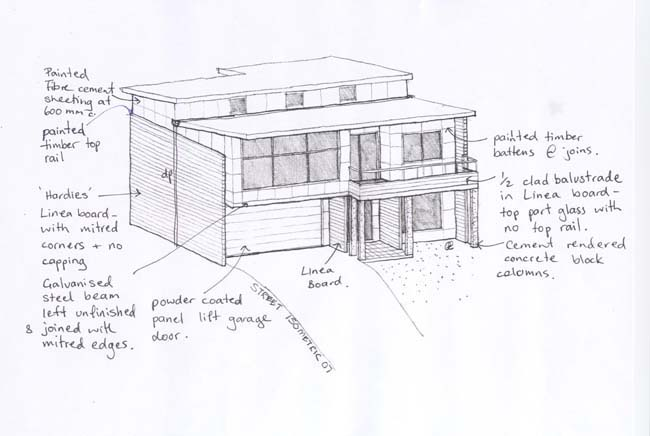 Painted
Fibre cement
sheeting at
600 mm c.
painted
timber top
rail
'Hardies'
Linea board -
with mitred
corners + no
capping
Galvanised
steel beam
left unfinished
& joined with
mitred edges.
dp
powder coated
panel lift garage
door.
Linea
Board.
STREET ISOMETRIC 07
painted timber
battens @ joins.
1/2 clad balustrade
in Linea board -
top part glass with
no top rail.
Cement rendered
concrete block
calomns.